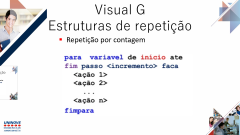 Visual G
Estruturas de repetição
Repetição por contagem
para variavel de inicio ate
fim passo <incremento> faca
<ação 1>
<ação 2>
...
<ação n>
fimpara
UNINOVE